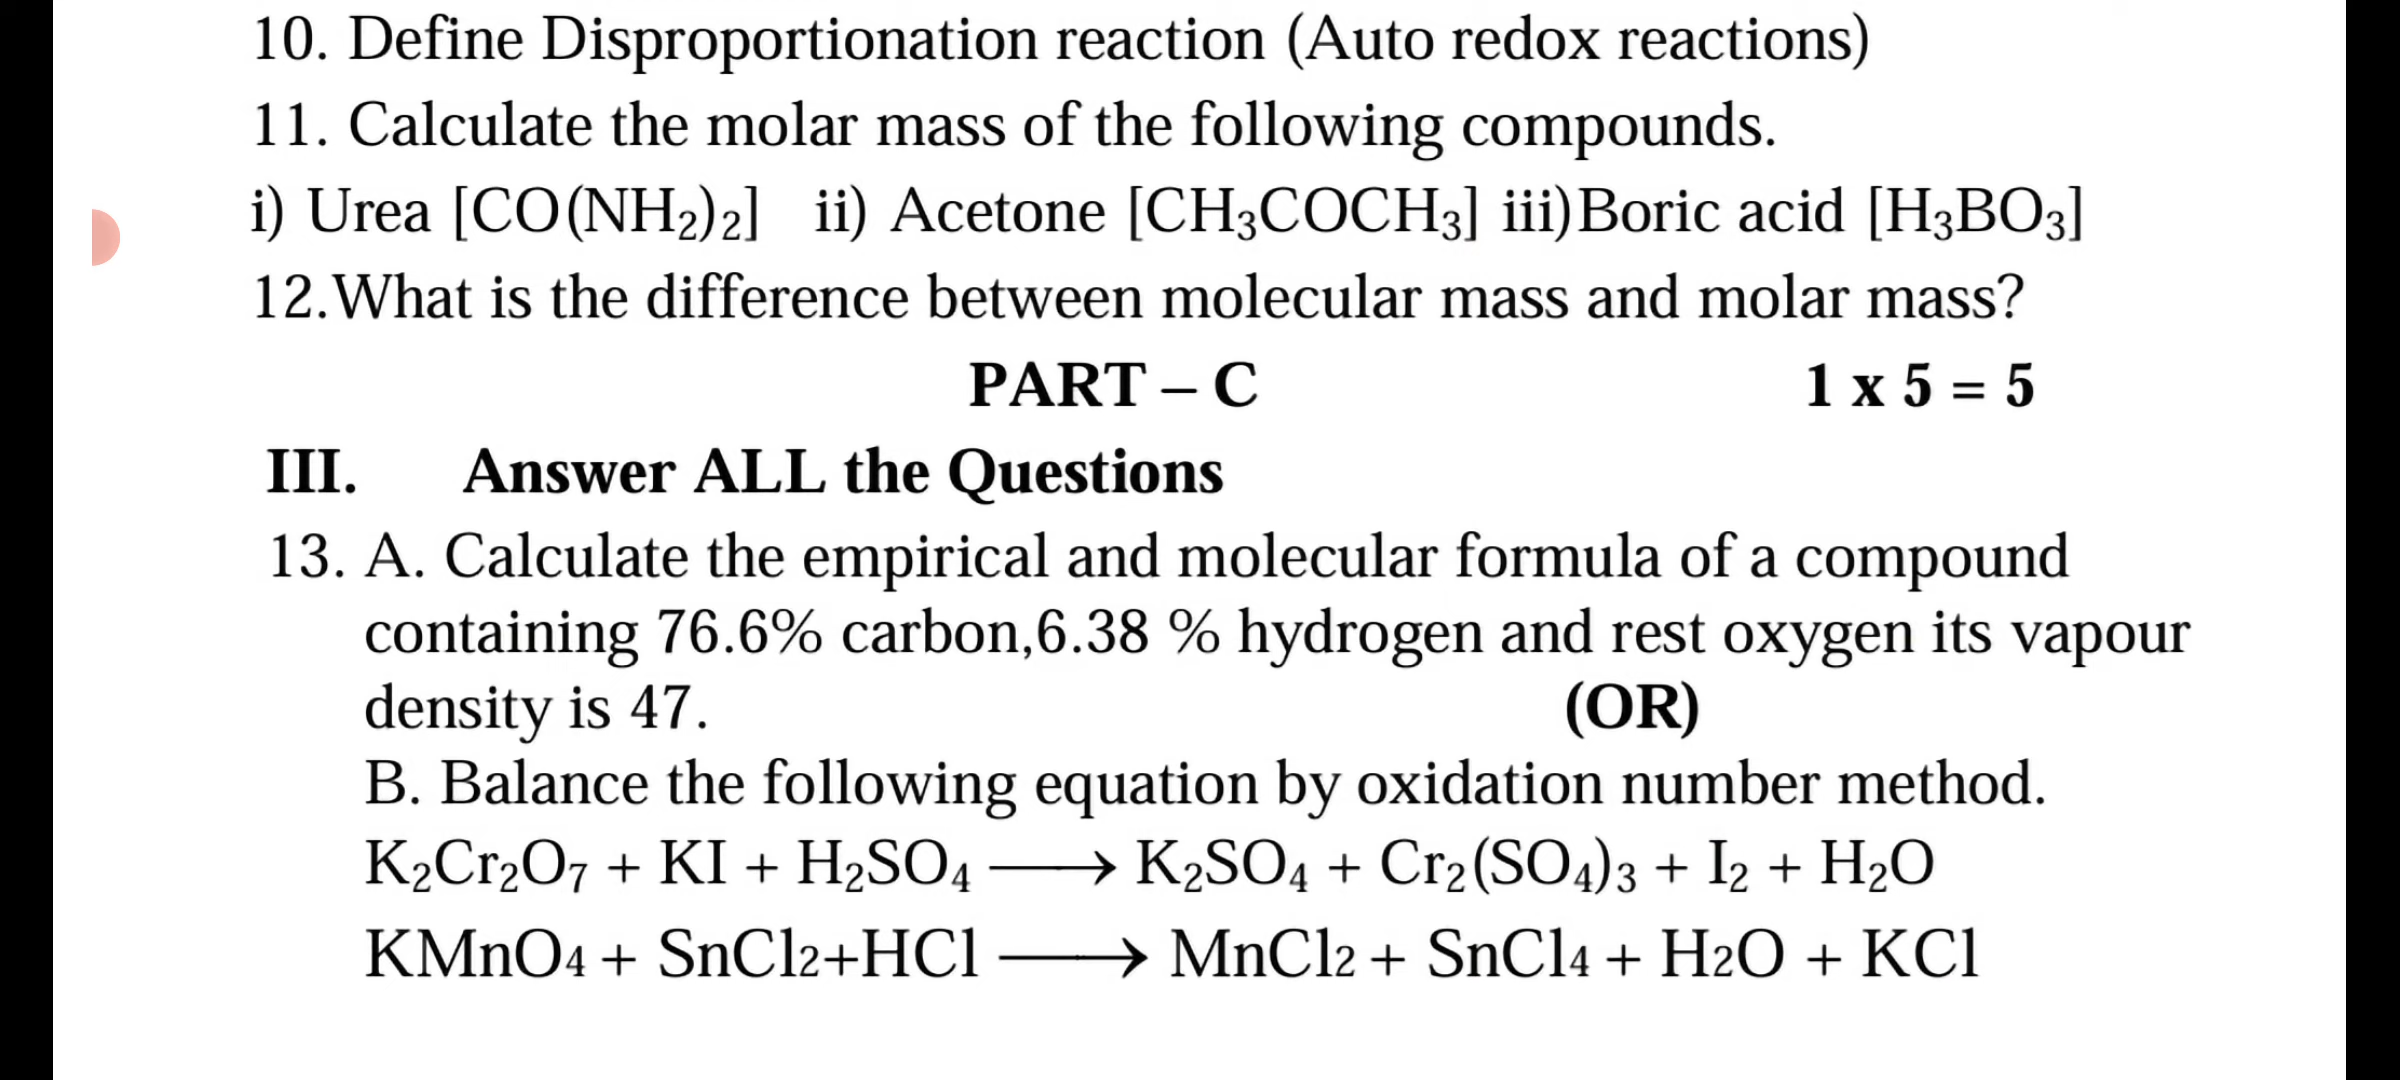 10. Define Disproportionation reaction (Auto redox reactions)
11. Calculate the molar mass of the following compounds.
i) Urea [CO(NH₂)₂] ii) Acetone [CH₃COCH₃] iii)Boric acid [H₃BO₃]
12.What is the difference between molecular mass and molar mass?
PART – C 1 x 5 = 5
III. Answer ALL the Questions
13. A. Calculate the empirical and molecular formula of a compound
containing 76.6% carbon,6.38 % hydrogen and rest oxygen its vapour
density is 47. (OR)
B. Balance the following equation by oxidation number method.
K₂Cr₂O₇ + KI + H₂SO₄ ⟶ K₂SO₄ + Cr₂(SO₄)₃ + I₂ + H₂O
KMnO₄ + SnCl₂+HCl ⟶ MnCl₂ + SnCl₄ + H₂O + KCl